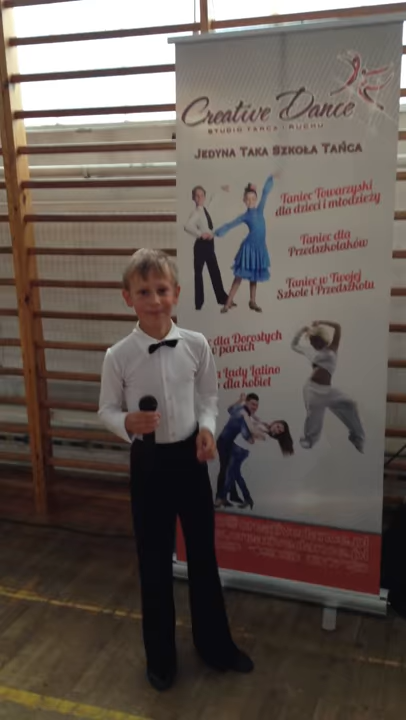 Creative Dance
STUDIO TAŃCA I RUCHU
JEDYNA TAKA SZKOŁA TAŃCA
Taniec Towarzyski
dla dzieci i młodzieży
Taniec dla
Przedszkolaków
Taniec w Twojej
Szkole i Przedszkolu
dla Dorosłych
w parach
Lady Latino
dla kobiet